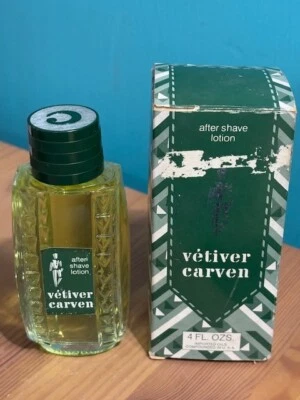 after
shave
lotion
vétiver
carven
after shave
lotion
vétiver
carven
4 FL. OZS.